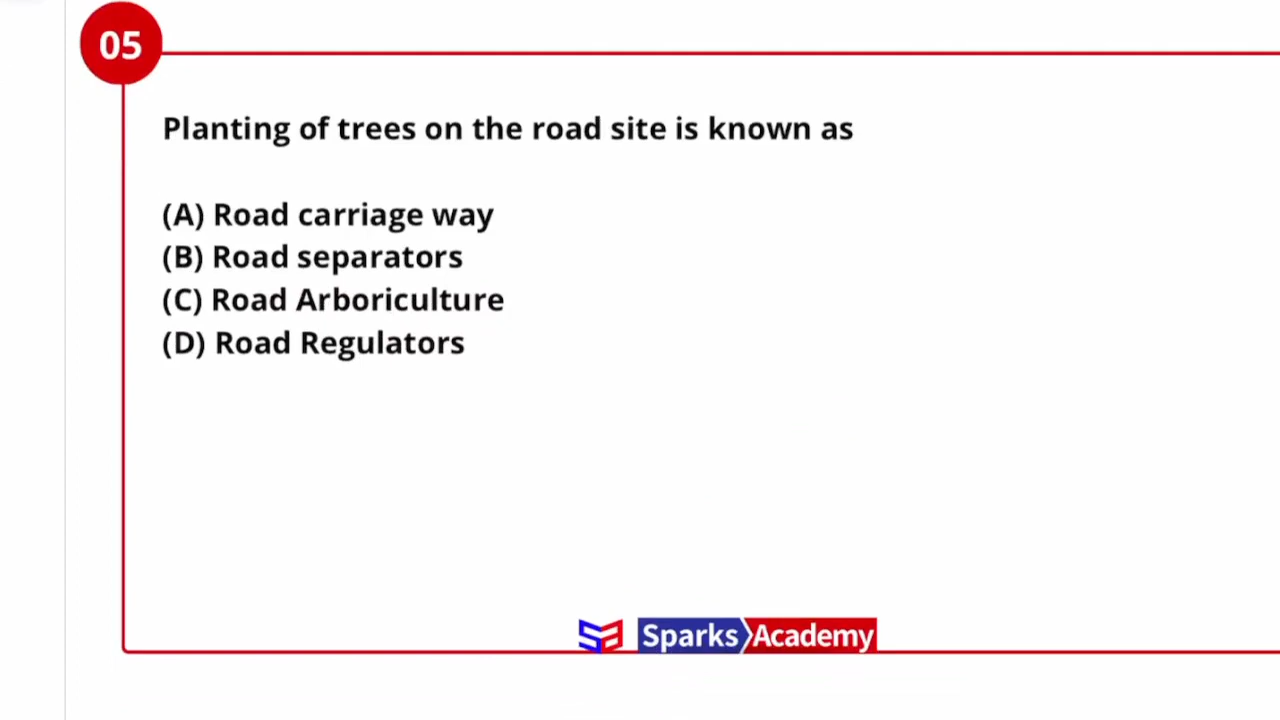 05
Planting of trees on the road site is known as
(A) Road carriage way
(B) Road separators
(C) Road Arboriculture
(D) Road Regulators
Sparks Academy